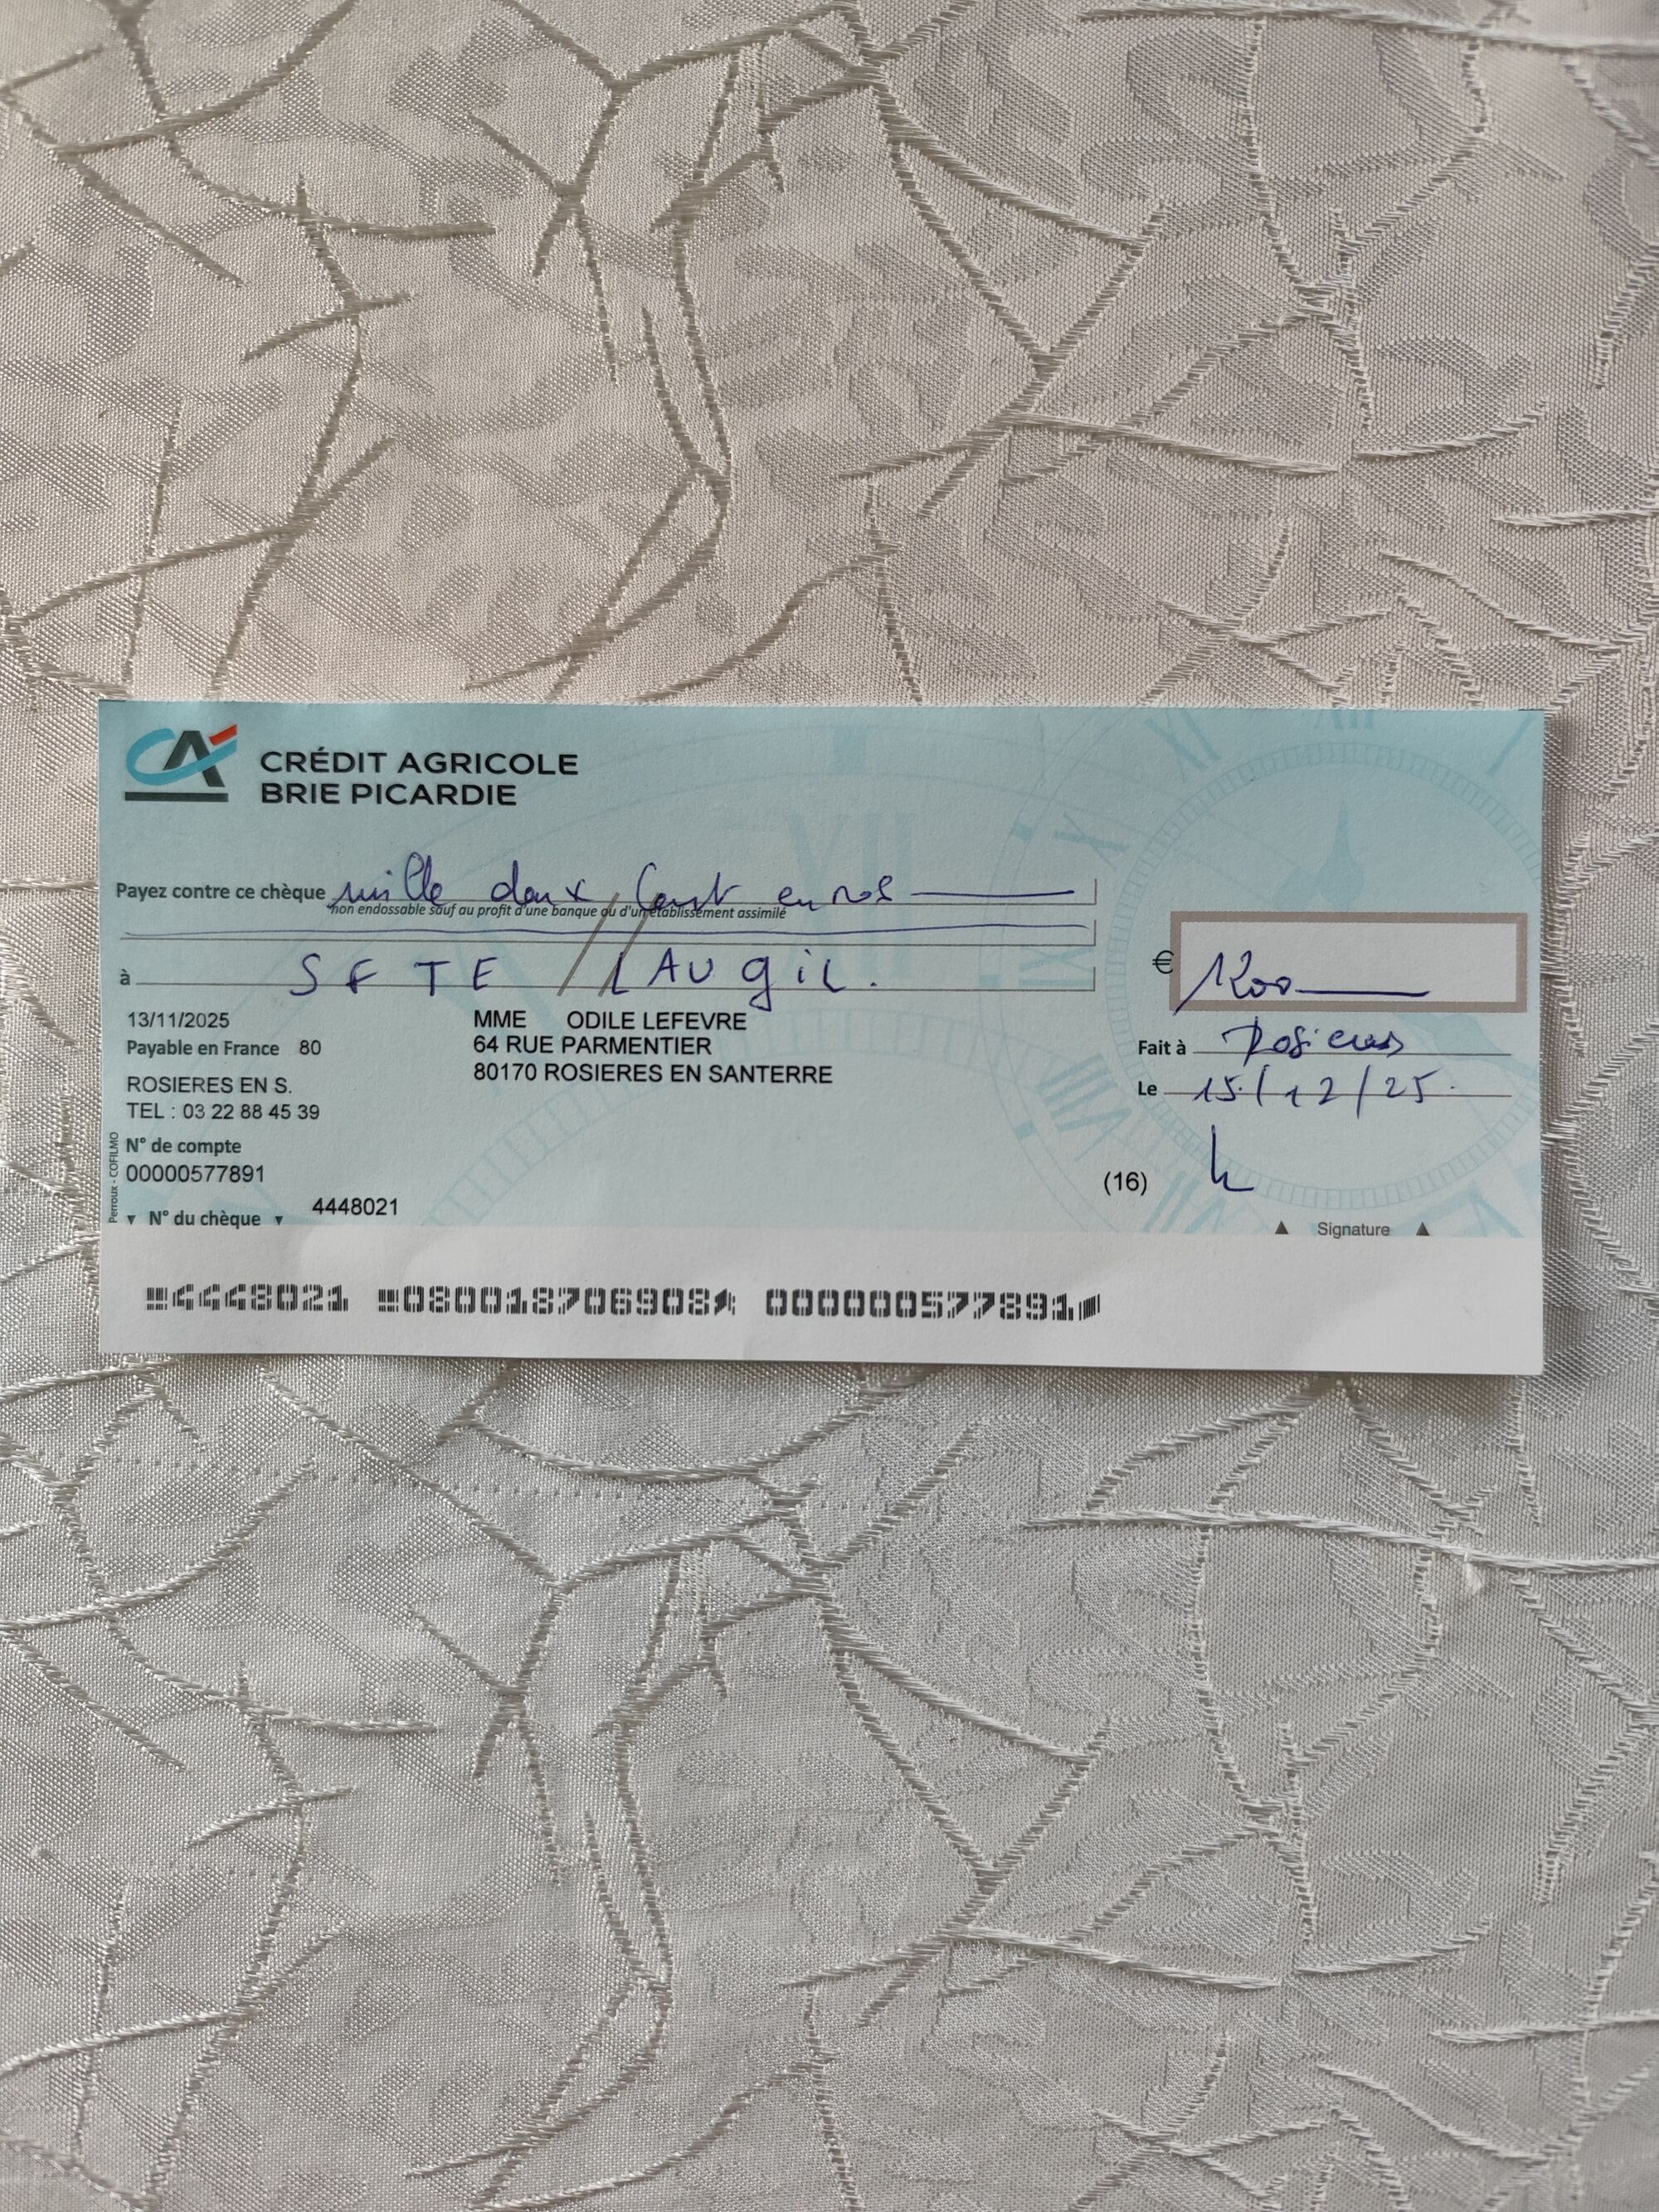 CA
CRÉDIT AGRICOLE
BRIE PICARDIE
Payez contre ce chèque mille deux cent euros
non endossable sauf au profit d'une banque ou d'un établissement assimilé
à SFTE LAUGIL.
€ 1200
13/11/2025
Payable en France 80
ROSIERES EN S.
TEL : 03 22 88 45 39
N° de compte
00000577891
N° du chèque 4448021
Perroux - COFILMO
MME ODILE LEFEVRE
64 RUE PARMENTIER
80170 ROSIERES EN SANTERRE
Fait à Rosieres
Le 15/12/25
(16)
Signature
4448021 080018706908 000000577891